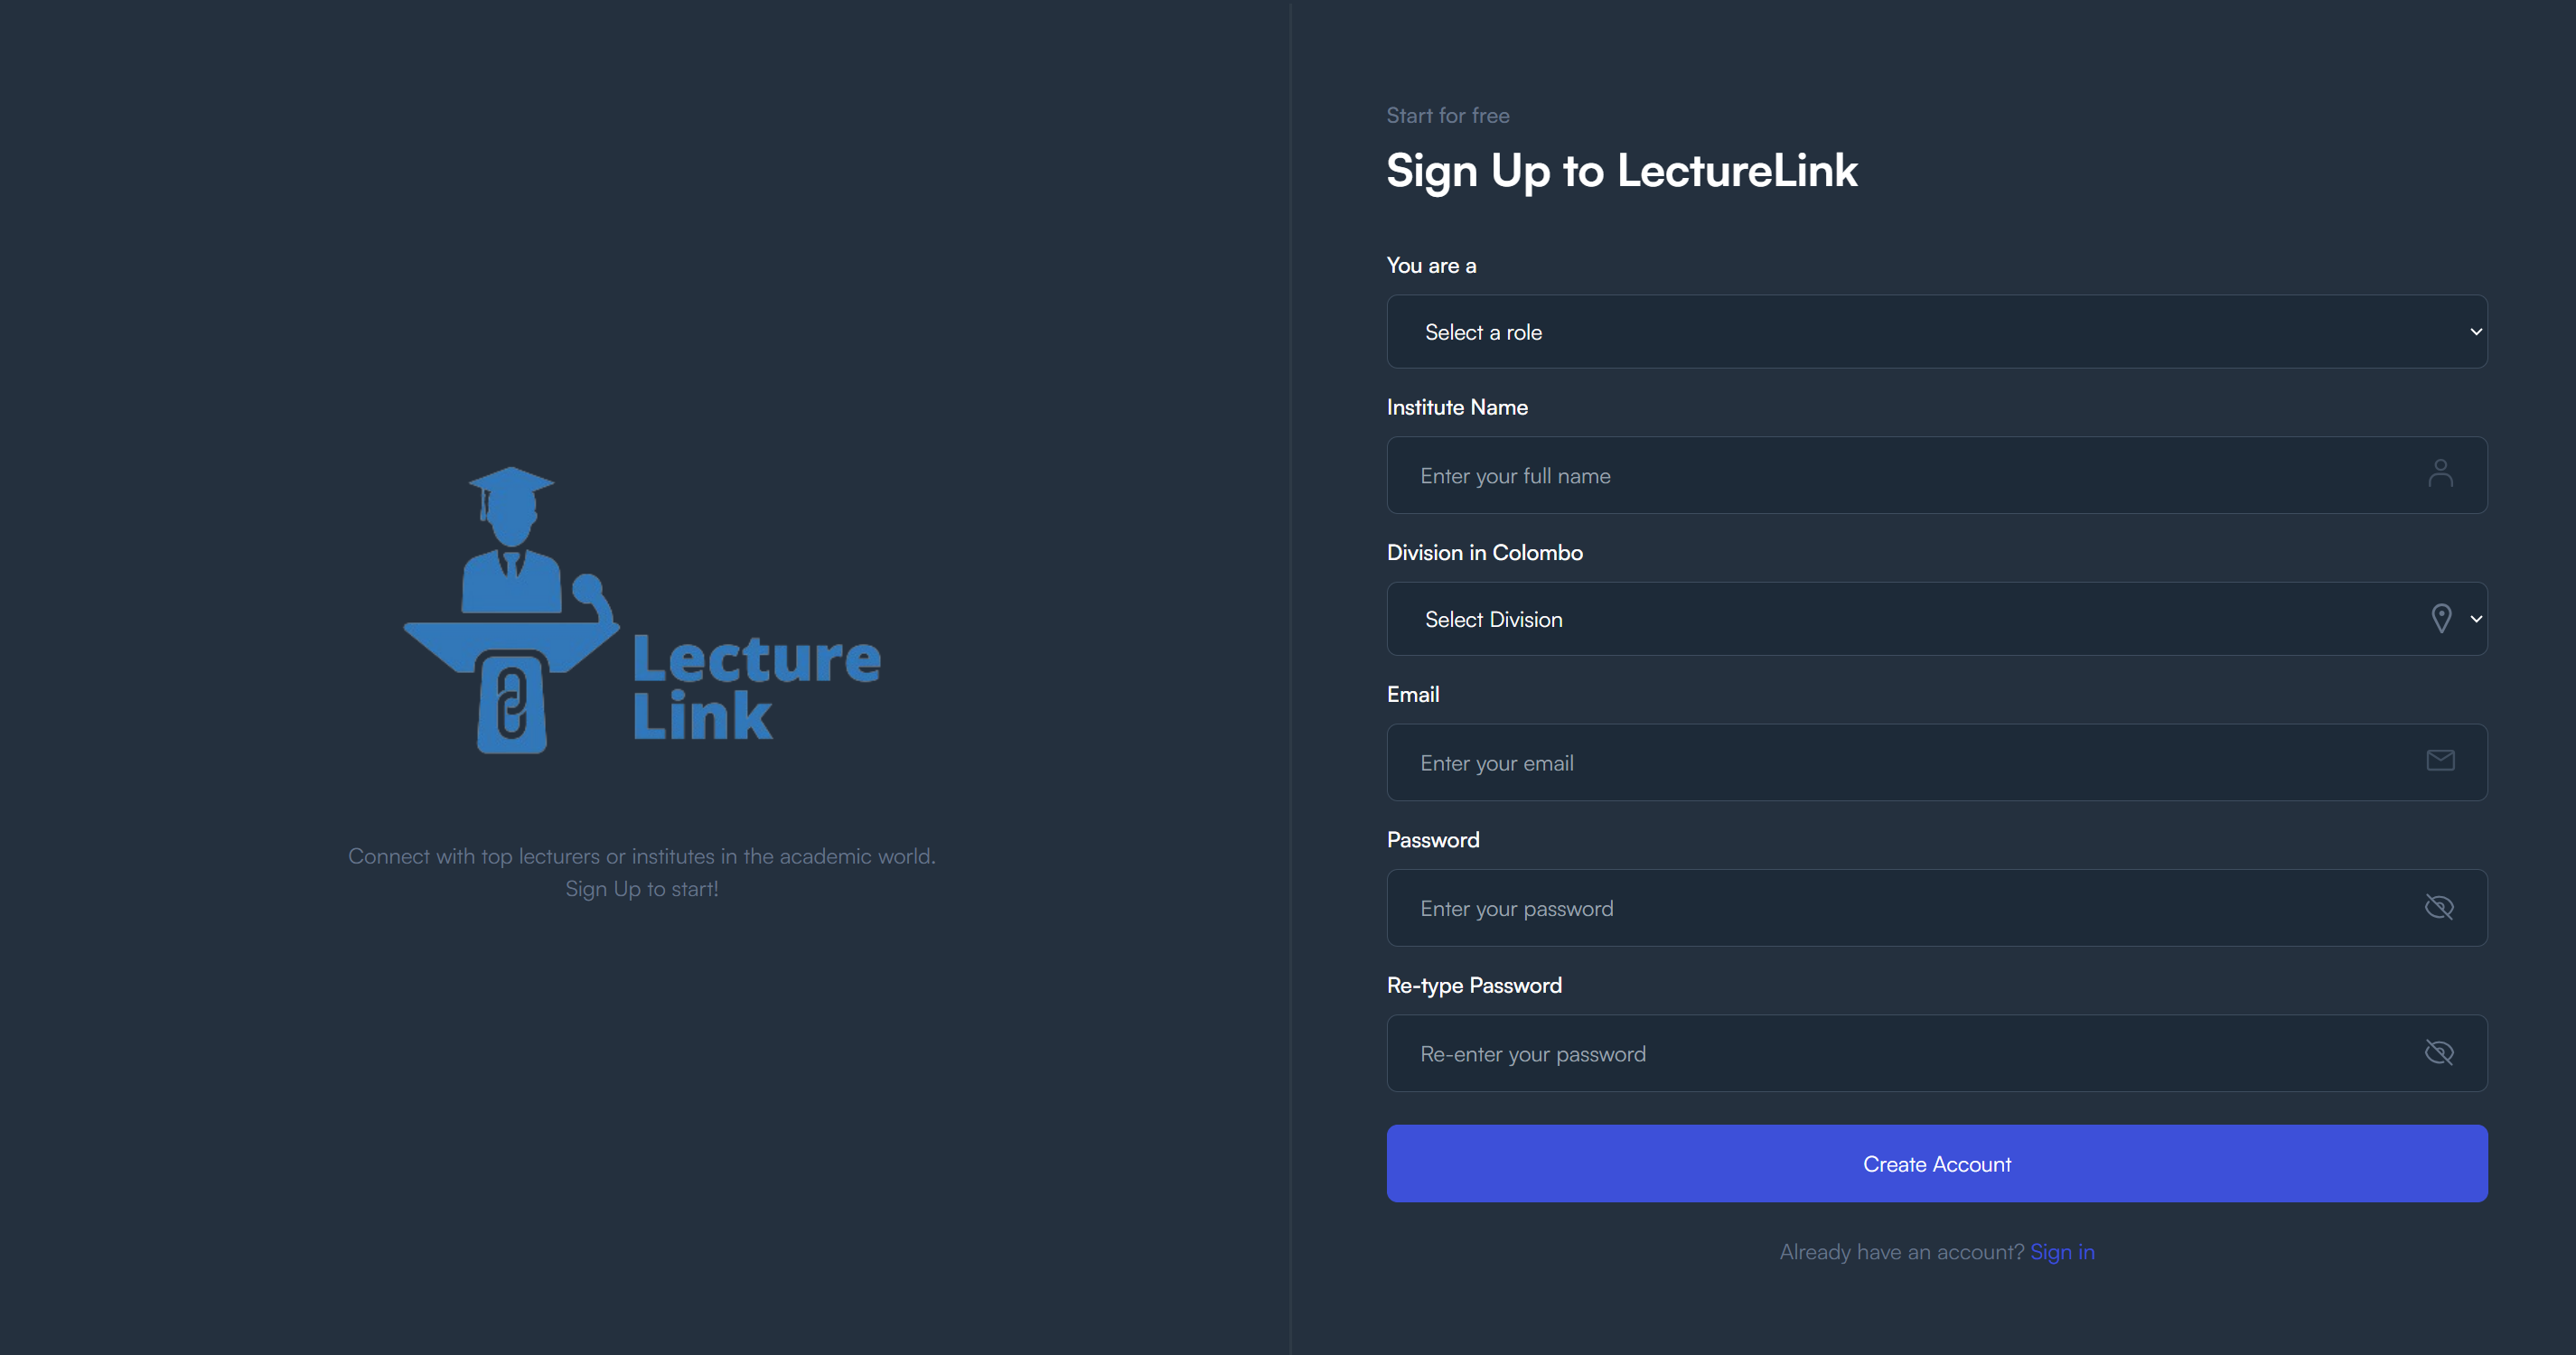 Lecture
Link
Connect with top lecturers or institutes in the academic world.
Sign Up to start!
Start for free
Sign Up to LectureLink
You are a
Select a role
Institute Name
Enter your full name
Division in Colombo
Select Division
Email
Enter your email
Password
Enter your password
Re-type Password
Re-enter your password
Create Account
Already have an account? Sign in